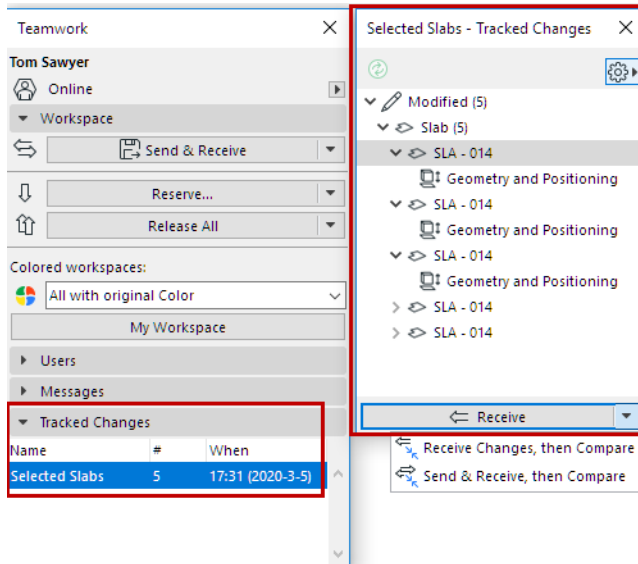 Teamwork
Tom Sawyer
Online
Workspace
Send & Receive
Reserve...
Release All
Colored workspaces:
All with original Color
My Workspace
Users
Messages
Tracked Changes
Name # When
Selected Slabs 5 17:31 (2020-3-5)
Selected Slabs - Tracked Changes
Modified (5)
Slab (5)
SLA - 014
Geometry and Positioning
SLA - 014
Geometry and Positioning
SLA - 014
Geometry and Positioning
SLA - 014
SLA - 014
Receive
Receive Changes, then Compare
Send & Receive, then Compare